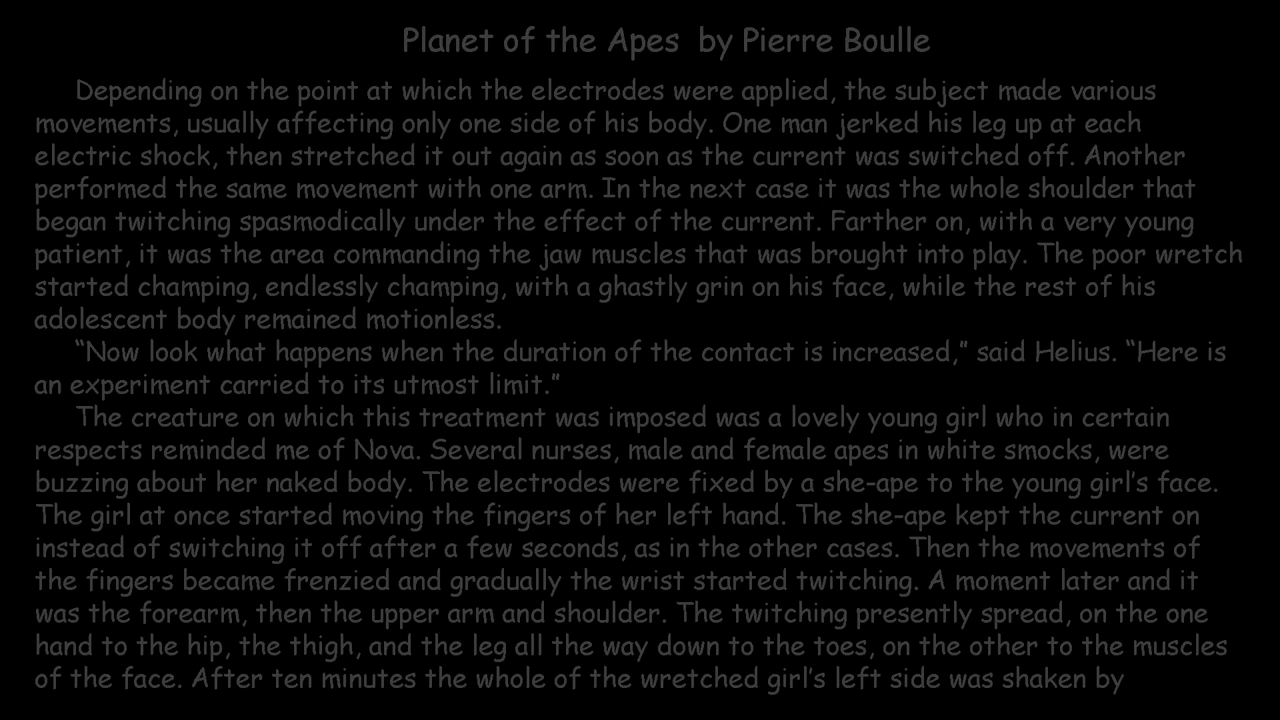 Planet of the Apes by Pierre Boulle
Depending on the point at which the electrodes were applied, the subject made various
movements, usually affecting only one side of his body. One man jerked his leg up at each
electric shock, then stretched it out again as soon as the current was switched off. Another
performed the same movement with one arm. In the next case it was the whole shoulder that
began twitching spasmodically under the effect of the current. Farther on, with a very young
patient, it was the area commanding the jaw muscles that was brought into play. The poor wretch
started champing, endlessly champing, with a ghastly grin on his face, while the rest of his
adolescent body remained motionless.
“Now look what happens when the duration of the contact is increased,” said Helius. “Here is
an experiment carried to its utmost limit.”
The creature on which this treatment was imposed was a lovely young girl who in certain
respects reminded me of Nova. Several nurses, male and female apes in white smocks, were
buzzing about her naked body. The electrodes were fixed by a she-ape to the young girl’s face.
The girl at once started moving the fingers of her left hand. The she-ape kept the current on
instead of switching it off after a few seconds, as in the other cases. Then the movements of
the fingers became frenzied and gradually the wrist started twitching. A moment later and it
was the forearm, then the upper arm and shoulder. The twitching presently spread, on the one
hand to the hip, the thigh, and the leg all the way down to the toes, on the other to the muscles
of the face. After ten minutes the whole of the wretched girl’s left side was shaken by